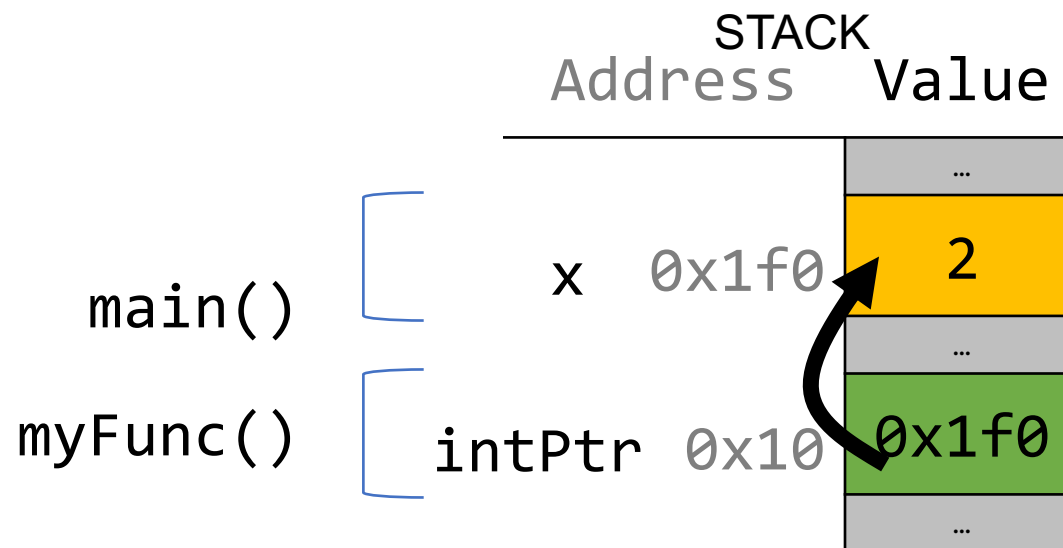 STACK
Address Value
…
x 0x1f0 2
main()
…
myFunc() intPtr 0x10 0x1f0
…